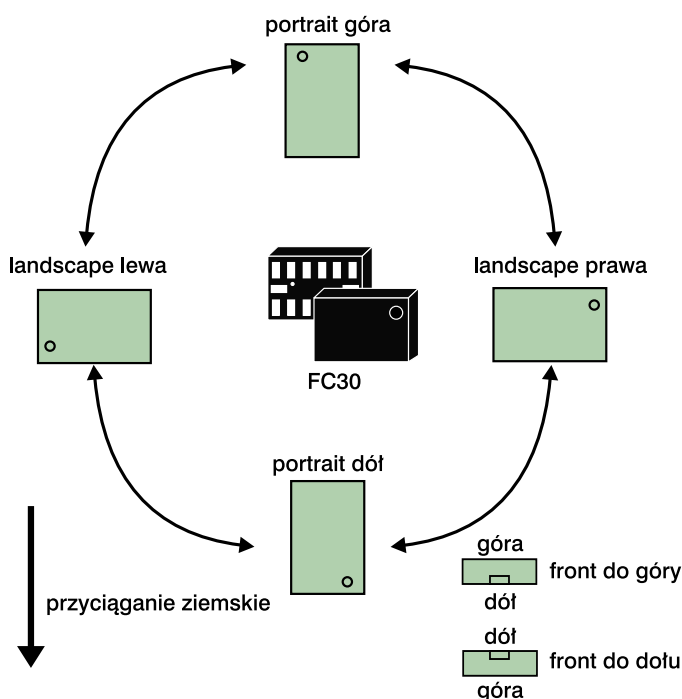 portrait góra
landscape lewa
landscape prawa
FC30
portrait dół
przyciąganie ziemskie
góra
front do góry
dół
dół
front do dołu
góra